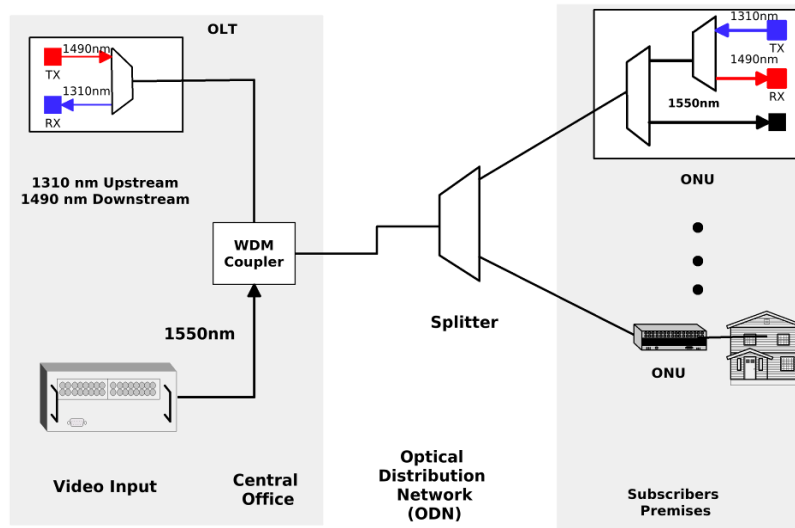 OLT
1490nm
TX
1310nm
RX
1310 nm Upstream
1490 nm Downstream
WDM
Coupler
1550nm
Video Input
Central
Office
Splitter
Optical
Distribution
Network
(ODN)
1310nm
TX
1490nm
RX
1550nm
ONU
ONU
Subscribers
Premises